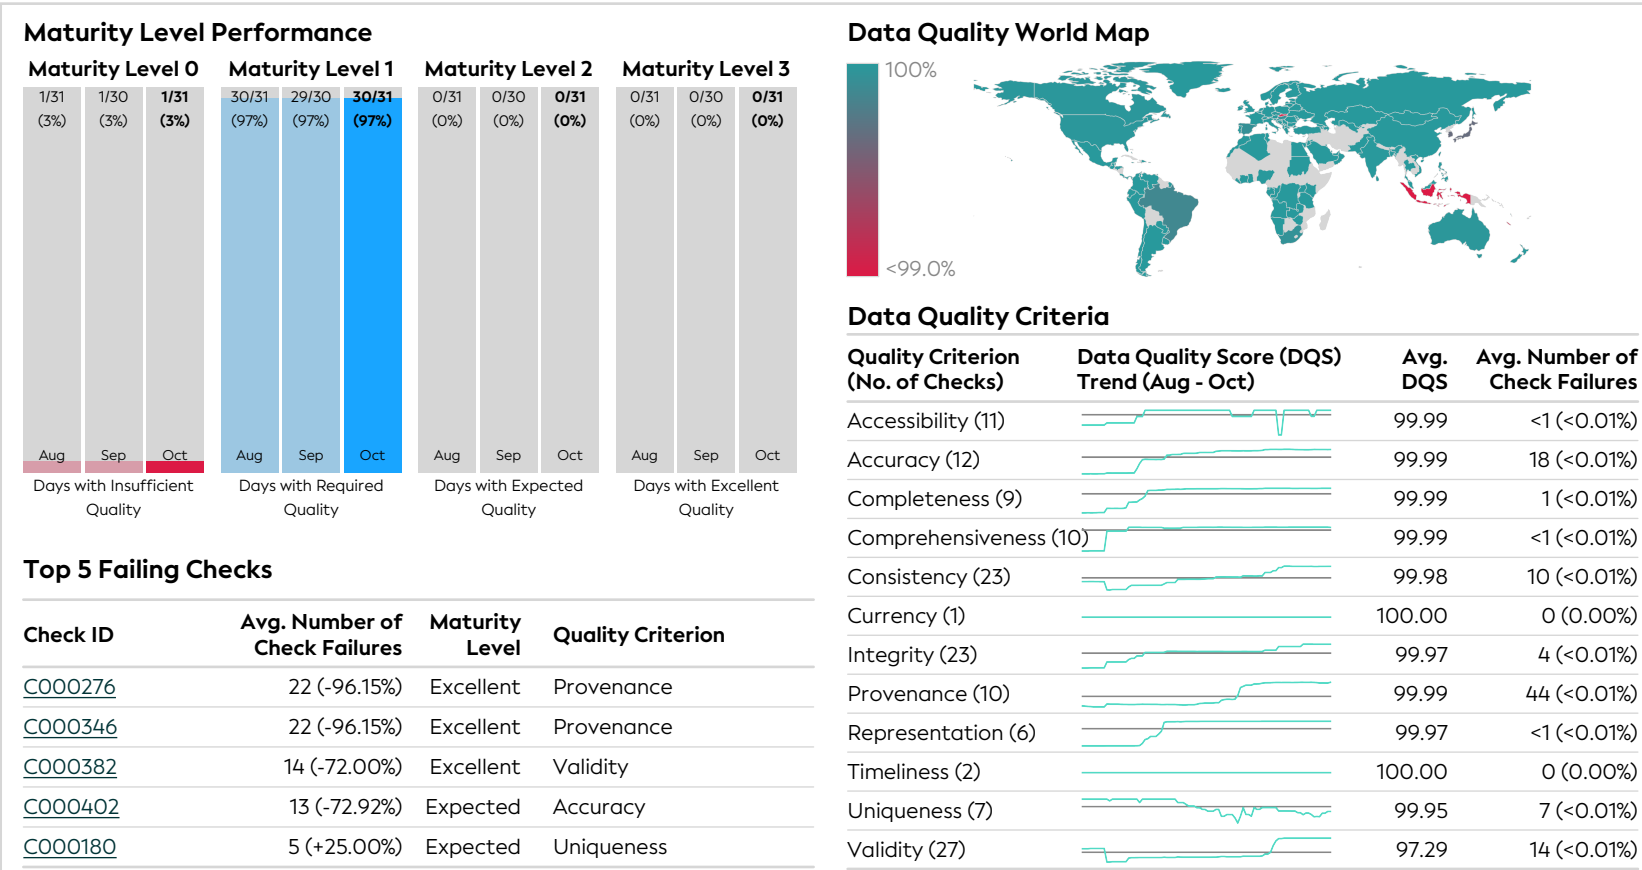 Maturity Level Performance
Maturity Level 0 Maturity Level 1 Maturity Level 2 Maturity Level 3
1/31 1/30 1/31 30/31 29/30 30/31 0/31 0/30 0/31 0/31 0/30 0/31
(3%) (3%) (3%) (97%) (97%) (97%) (0%) (0%) (0%) (0%) (0%) (0%)
Aug Sep Oct Aug Sep Oct Aug Sep Oct Aug Sep Oct
Days with Insufficient Days with Required Days with Expected Days with Excellent
Quality Quality Quality Quality
Top 5 Failing Checks
Check ID Avg. Number of Maturity Quality Criterion
Check Failures Level
C000276 22 (-96.15%) Excellent Provenance
C000346 22 (-96.15%) Excellent Provenance
C000382 14 (-72.00%) Excellent Validity
C000402 13 (-72.92%) Expected Accuracy
C000180 5 (+25.00%) Expected Uniqueness
Data Quality World Map
100%
<99.0%
Data Quality Criteria
Quality Criterion Data Quality Score (DQS) Avg. Avg. Number of
(No. of Checks) Trend (Aug - Oct) DQS Check Failures
Accessibility (11) 99.99 <1 (<0.01%)
Accuracy (12) 99.99 18 (<0.01%)
Completeness (9) 99.99 1 (<0.01%)
Comprehensiveness (10) 99.99 <1 (<0.01%)
Consistency (23) 99.98 10 (<0.01%)
Currency (1) 100.00 0 (0.00%)
Integrity (23) 99.97 4 (<0.01%)
Provenance (10) 99.99 44 (<0.01%)
Representation (6) 99.97 <1 (<0.01%)
Timeliness (2) 100.00 0 (0.00%)
Uniqueness (7) 99.95 7 (<0.01%)
Validity (27) 97.29 14 (<0.01%)